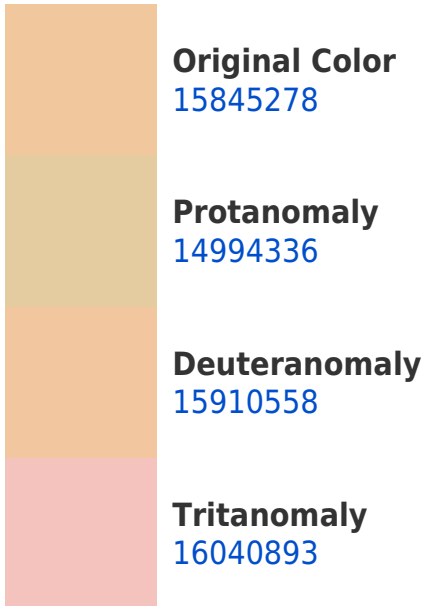 Original Color
15845278
Protanomaly
14994336
Deuteranomaly
15910558
Tritanomaly
16040893